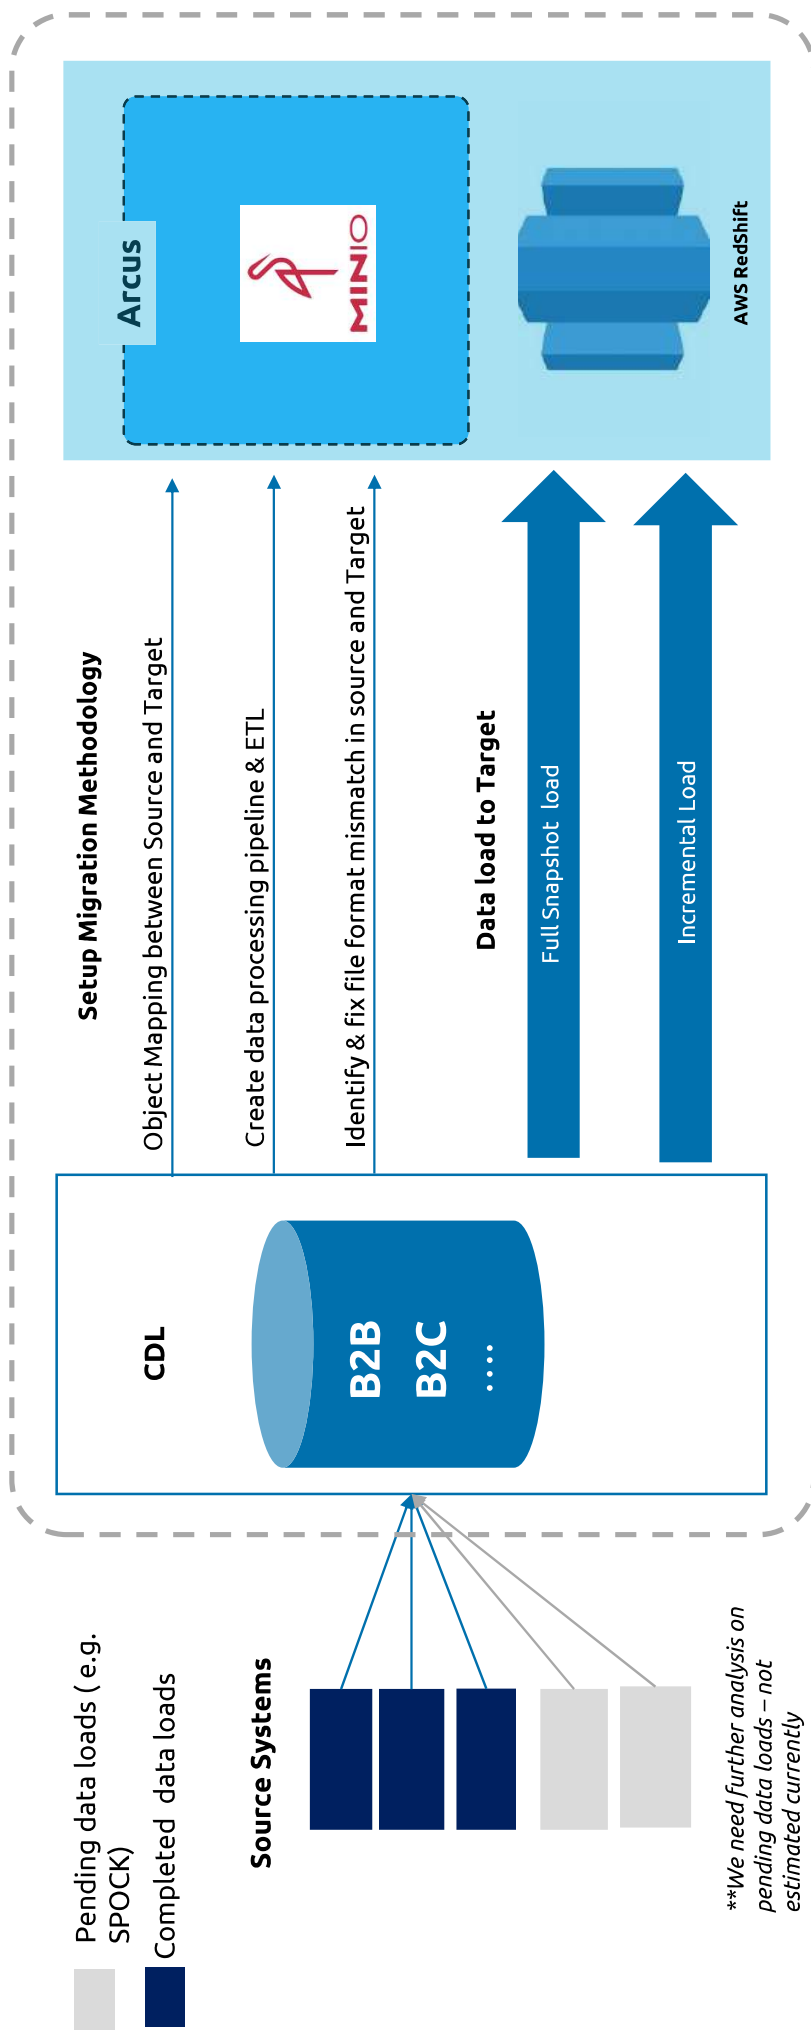 Pending data loads ( e.g.
SPOCK)
Completed data loads
Source Systems
**We need further analysis on
pending data loads – not
estimated currently
CDL
B2B
B2C
....
Setup Migration Methodology
Object Mapping between Source and Target
Create data processing pipeline & ETL
Identify & fix file format mismatch in source and Target
Data load to Target
Full Snapshot load
Incremental Load
Arcus
MINIO
AWS RedShift